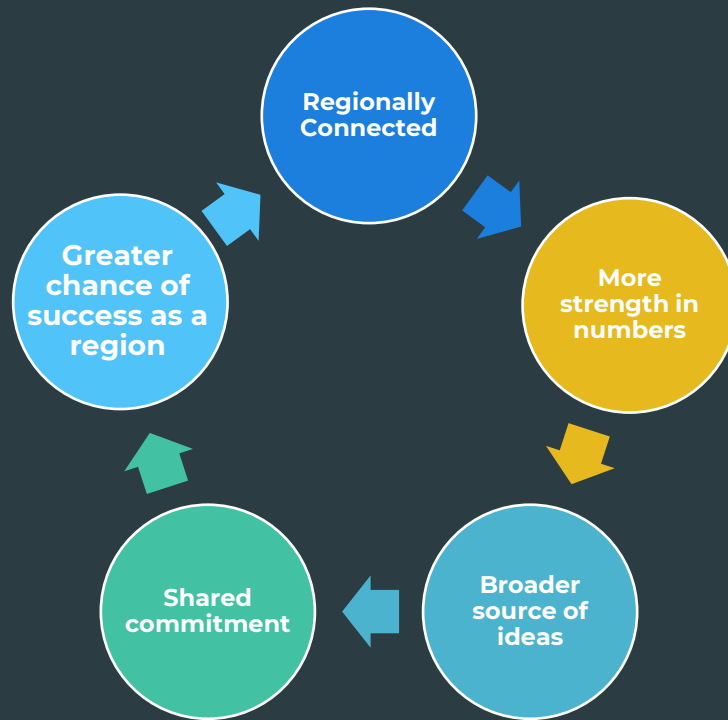 Regionally
Connected
More
strength in
numbers
Broader
source of
ideas
Shared
commitment
Greater
chance of
success as a
region